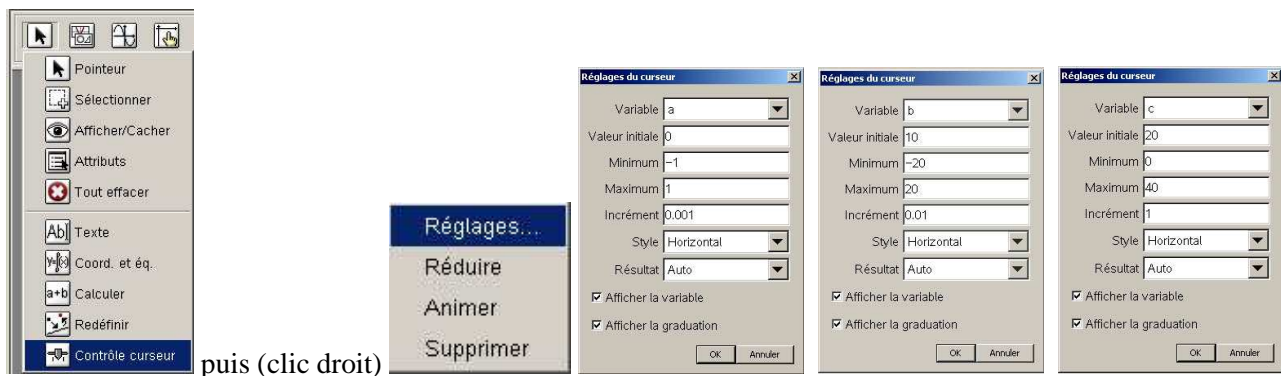 Pointeur
Sélectionner
Afficher/Cacher
Attributs
Tout effacer
Ab] Texte
Coord. et éq.
a+b Calculer
Redéfinir
Contrôle curseur
puis (clic droit)
Réglages...
Réduire
Animer
Supprimer
Réglages du curseur
Variable a
Valeur initiale 0
Minimum -1
Maximum 1
Incrément 0.001
Style Horizontal
Résultat Auto
Afficher la variable
Afficher la graduation
OK Annuler
Réglages du curseur
Variable b
Valeur initiale 10
Minimum -20
Maximum 20
Incrément 0.01
Style Horizontal
Résultat Auto
Afficher la variable
Afficher la graduation
OK Annuler
Réglages du curseur
Variable c
Valeur initiale 20
Minimum 0
Maximum 40
Incrément 1
Style Horizontal
Résultat Auto
Afficher la variable
Afficher la graduation
OK Annuler